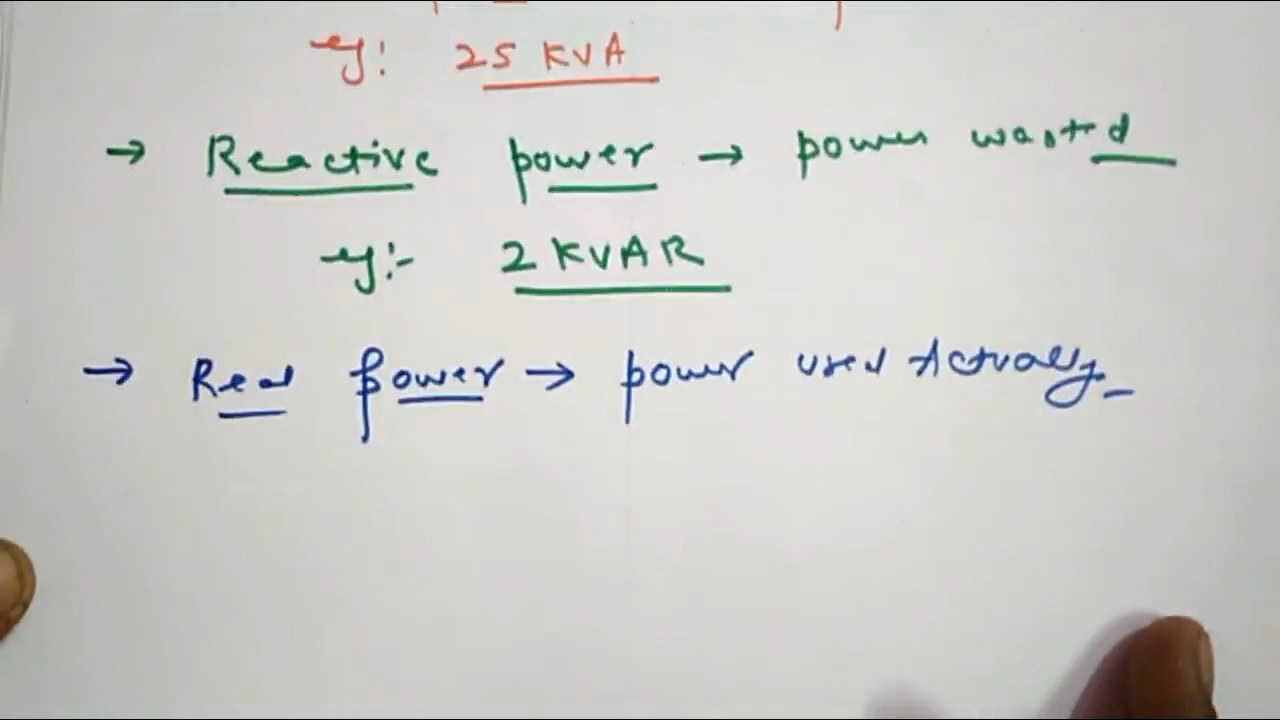 eg: 25 KVA
→ Reactive power → power wasted
eg:- 2 KVAR
→ Real power → power used Actually.